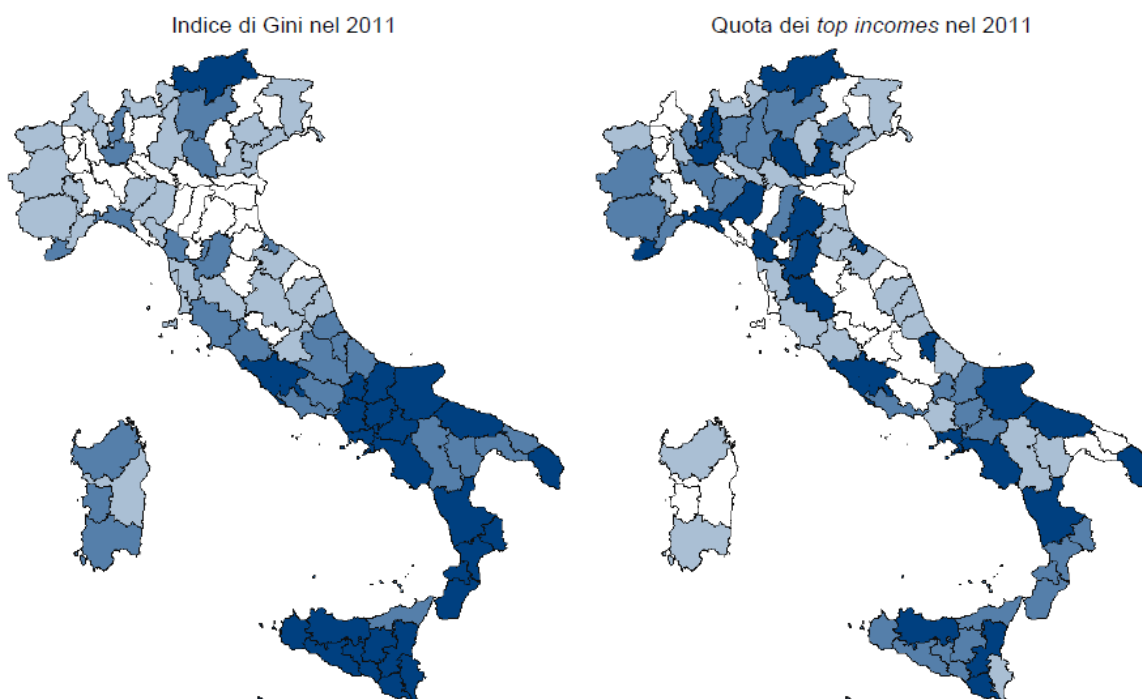 Indice di Gini nel 2011
Quota dei top incomes nel 2011